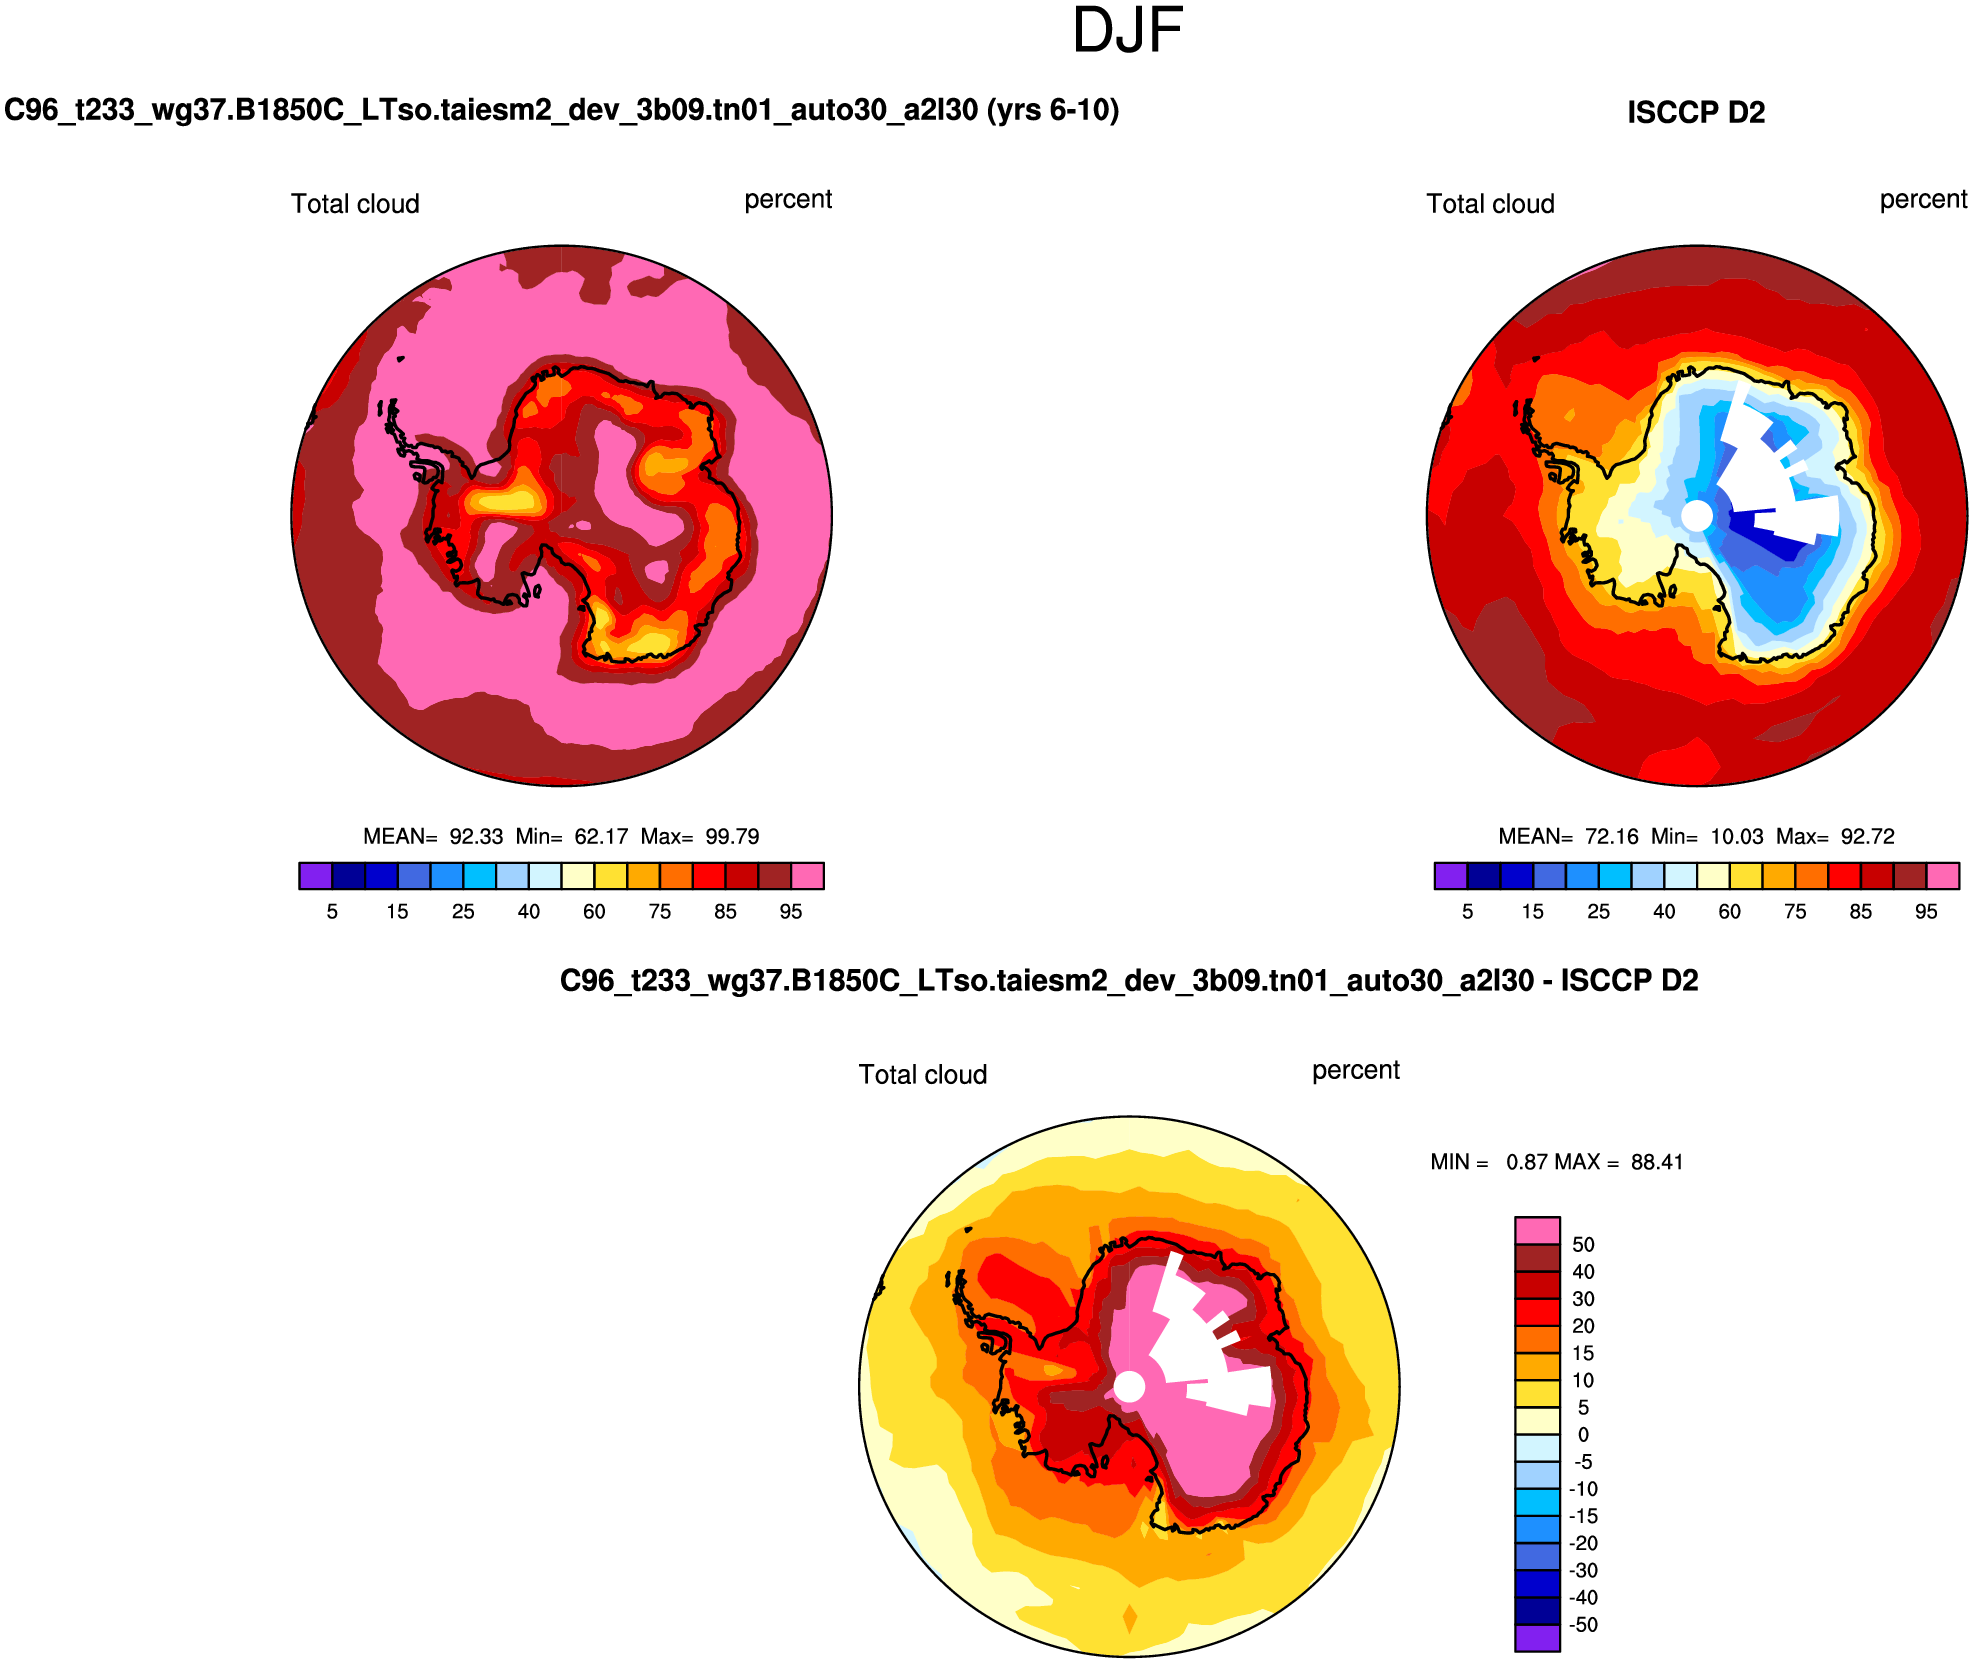 DJF
C96_t233_wg37.B1850C_LTso.taiesm2_dev_3b09.tn01_auto30_a2l30 (yrs 6-10)
ISCCP D2
Total cloud percent
Total cloud percent
MEAN= 92.33 Min= 62.17 Max= 99.79
MEAN= 72.16 Min= 10.03 Max= 92.72
5 15 25 40 60 75 85 95
5 15 25 40 60 75 85 95
C96_t233_wg37.B1850C_LTso.taiesm2_dev_3b09.tn01_auto30_a2l30 - ISCCP D2
Total cloud percent
MIN = 0.87 MAX = 88.41
50
40
30
20
15
10
5
0
-5
-10
-15
-20
-30
-40
-50